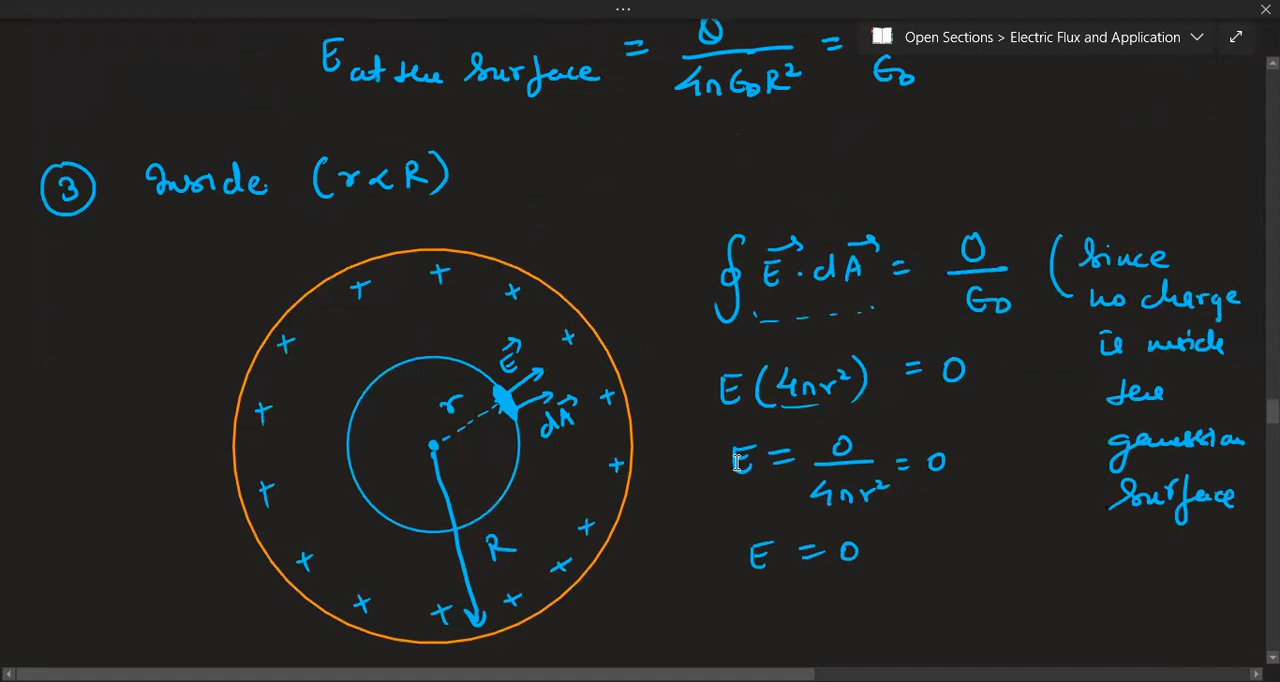 Open Sections > Electric Flux and Application
E at the surface = Q / 4πϵ0R² = / ϵ0
③ Inside (r < R)
∮ E⃗ · dA⃗ = 0 / ϵ0 (since
no charge
is inside
the
gaussian
surface
E (4πr²) = 0
E = 0 / 4πr² = 0
E = 0
E⃗
dA⃗
r
R